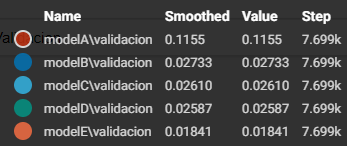 Name Smoothed Value Step
modelA\validacion 0.1155 0.1155 7.699k
modelB\validacion 0.02733 0.02733 7.699k
modelC\validacion 0.02610 0.02610 7.699k
modelD\validacion 0.02587 0.02587 7.699k
modelE\validacion 0.01841 0.01841 7.699k